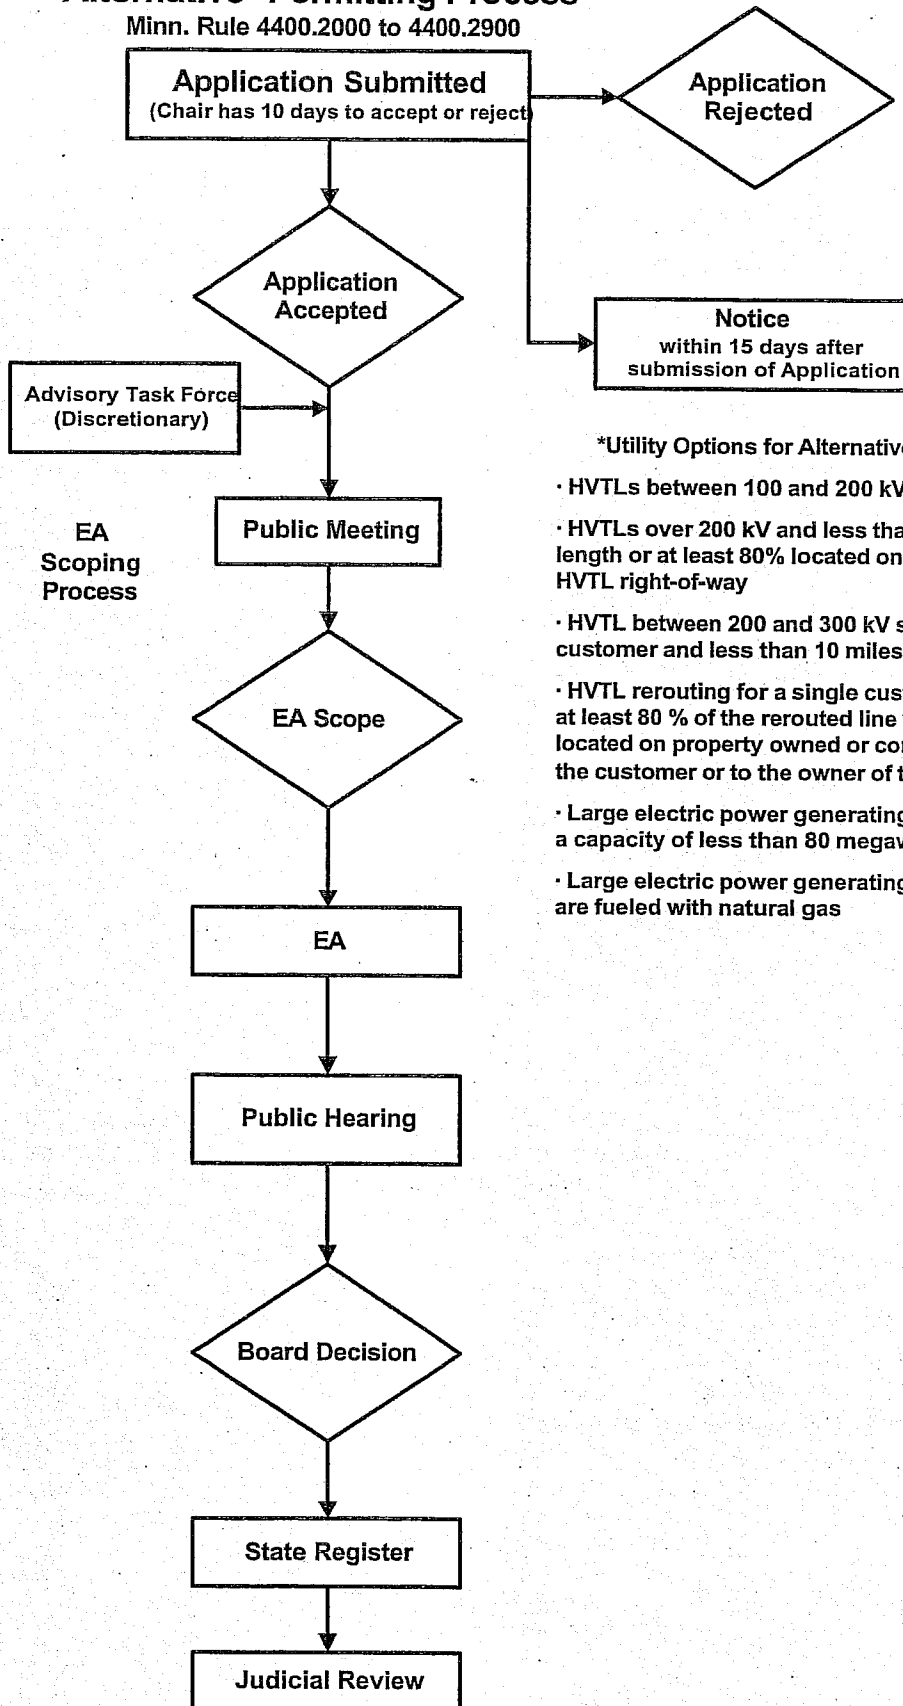 Minn. Rule 4400.2000 to 4400.2900
Application Submitted
(Chair has 10 days to accept or reject
Application
Rejected
Application
Accepted
Notice
within 15 days after
submission of Application
Advisory Task Force
(Discretionary)
*Utility Options for Alternative
· HVTLs between 100 and 200 kV
· HVTLs over 200 kV and less tha
length or at least 80% located on
HVTL right-of-way
· HVTL between 200 and 300 kV s
customer and less than 10 miles
· HVTL rerouting for a single cus
at least 80 % of the rerouted line
located on property owned or co
the customer or to the owner of t
· Large electric power generating
a capacity of less than 80 mega
· Large electric power generating
are fueled with natural gas
Public Meeting
EA
Scoping
Process
EA Scope
EA
Public Hearing
Board Decision
State Register
Judicial Review